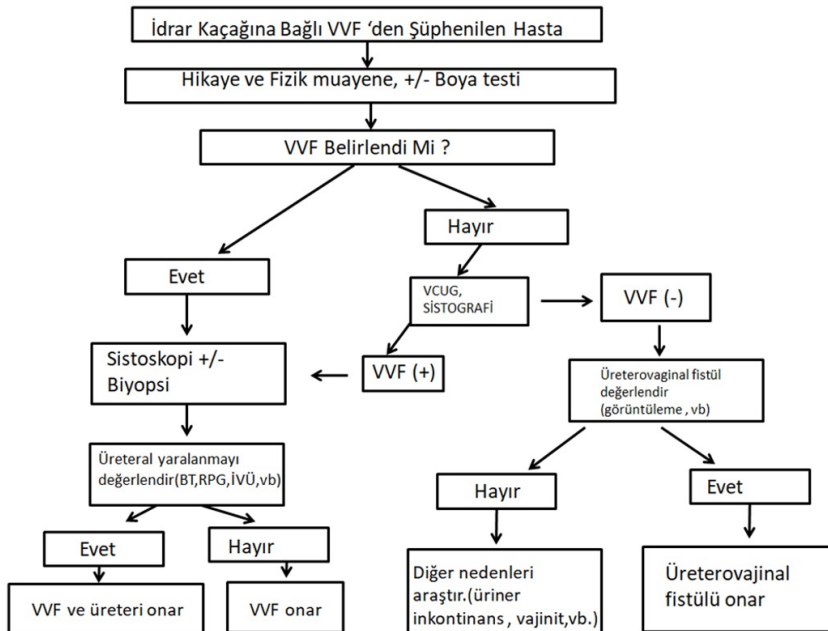 İdrar Kaçağına Bağlı VVF 'den Şüphenilen Hasta
Hikaye ve Fizik muayene, +/- Boya testi
VVF Belirlendi Mi ?
Hayır
Evet
VCUG,
SİSTOGRAFİ
VVF (-)
Sistoskopi +/-
Biyopsi
VVF (+)
Üreterovaginal fistül
değerlendir
(görüntüleme , vb)
Üreteral yaralanmayı
değerlendir(BT,RPG,İVÜ,vb)
Hayır
Evet
Evet
Hayır
Diğer nedenleri
araştır.(üriner
inkontinans , vajinit,vb.)
Üreterovajinal
fistülü onar
VVF ve üreteri onar
VVF onar